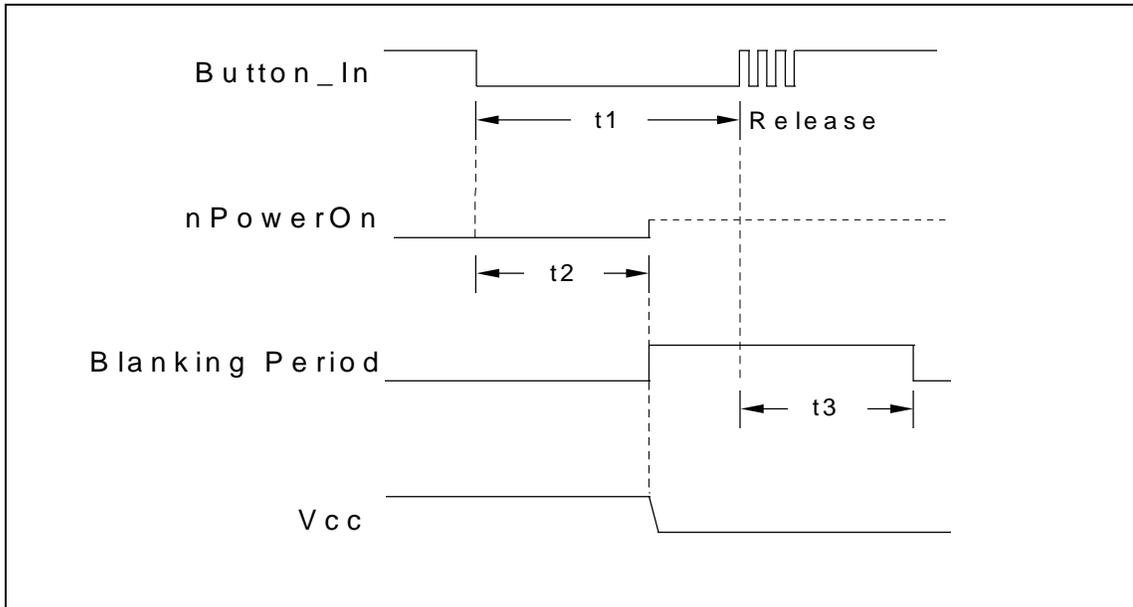 Button_In
t1
Release
nPowerOn
t2
Blanking Period
t3
Vcc